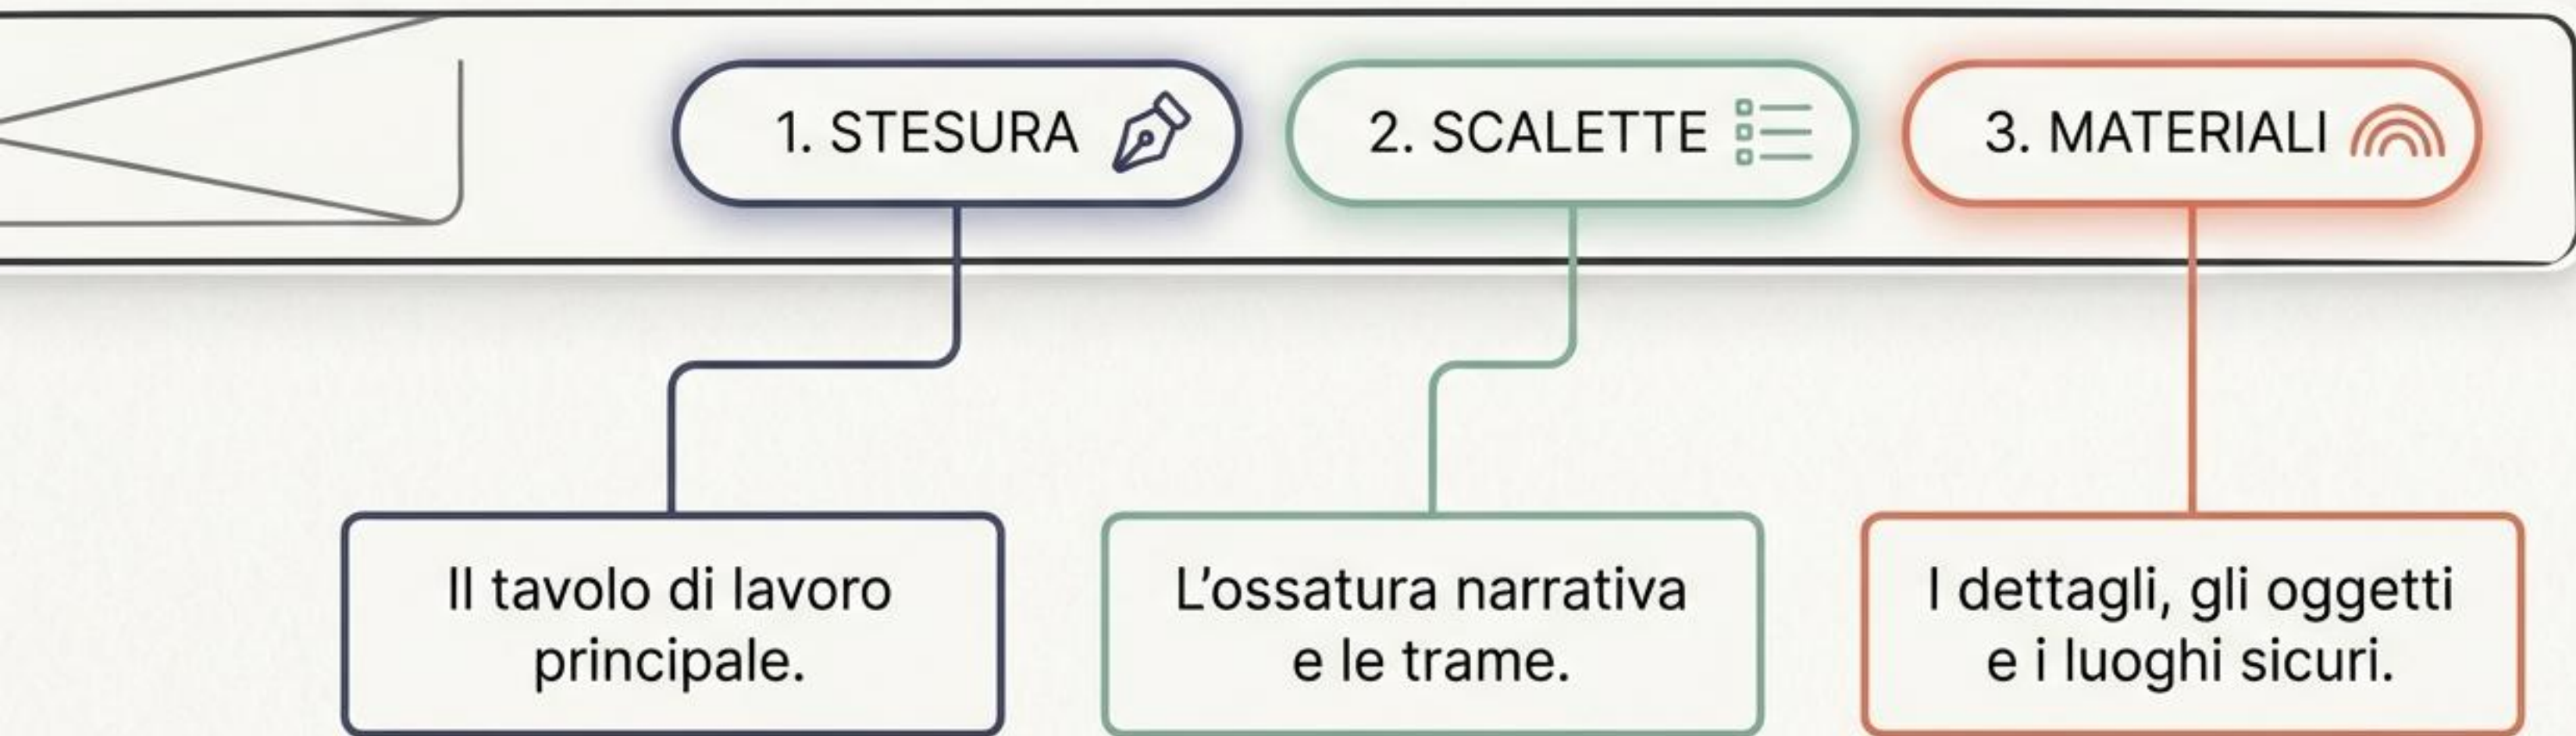 1. STESURA
2. SCALETTE
3. MATERIALI
Il tavolo di lavoro
principale.
L’ossatura narrativa
e le trame.
I dettagli, gli oggetti
e i luoghi sicuri.